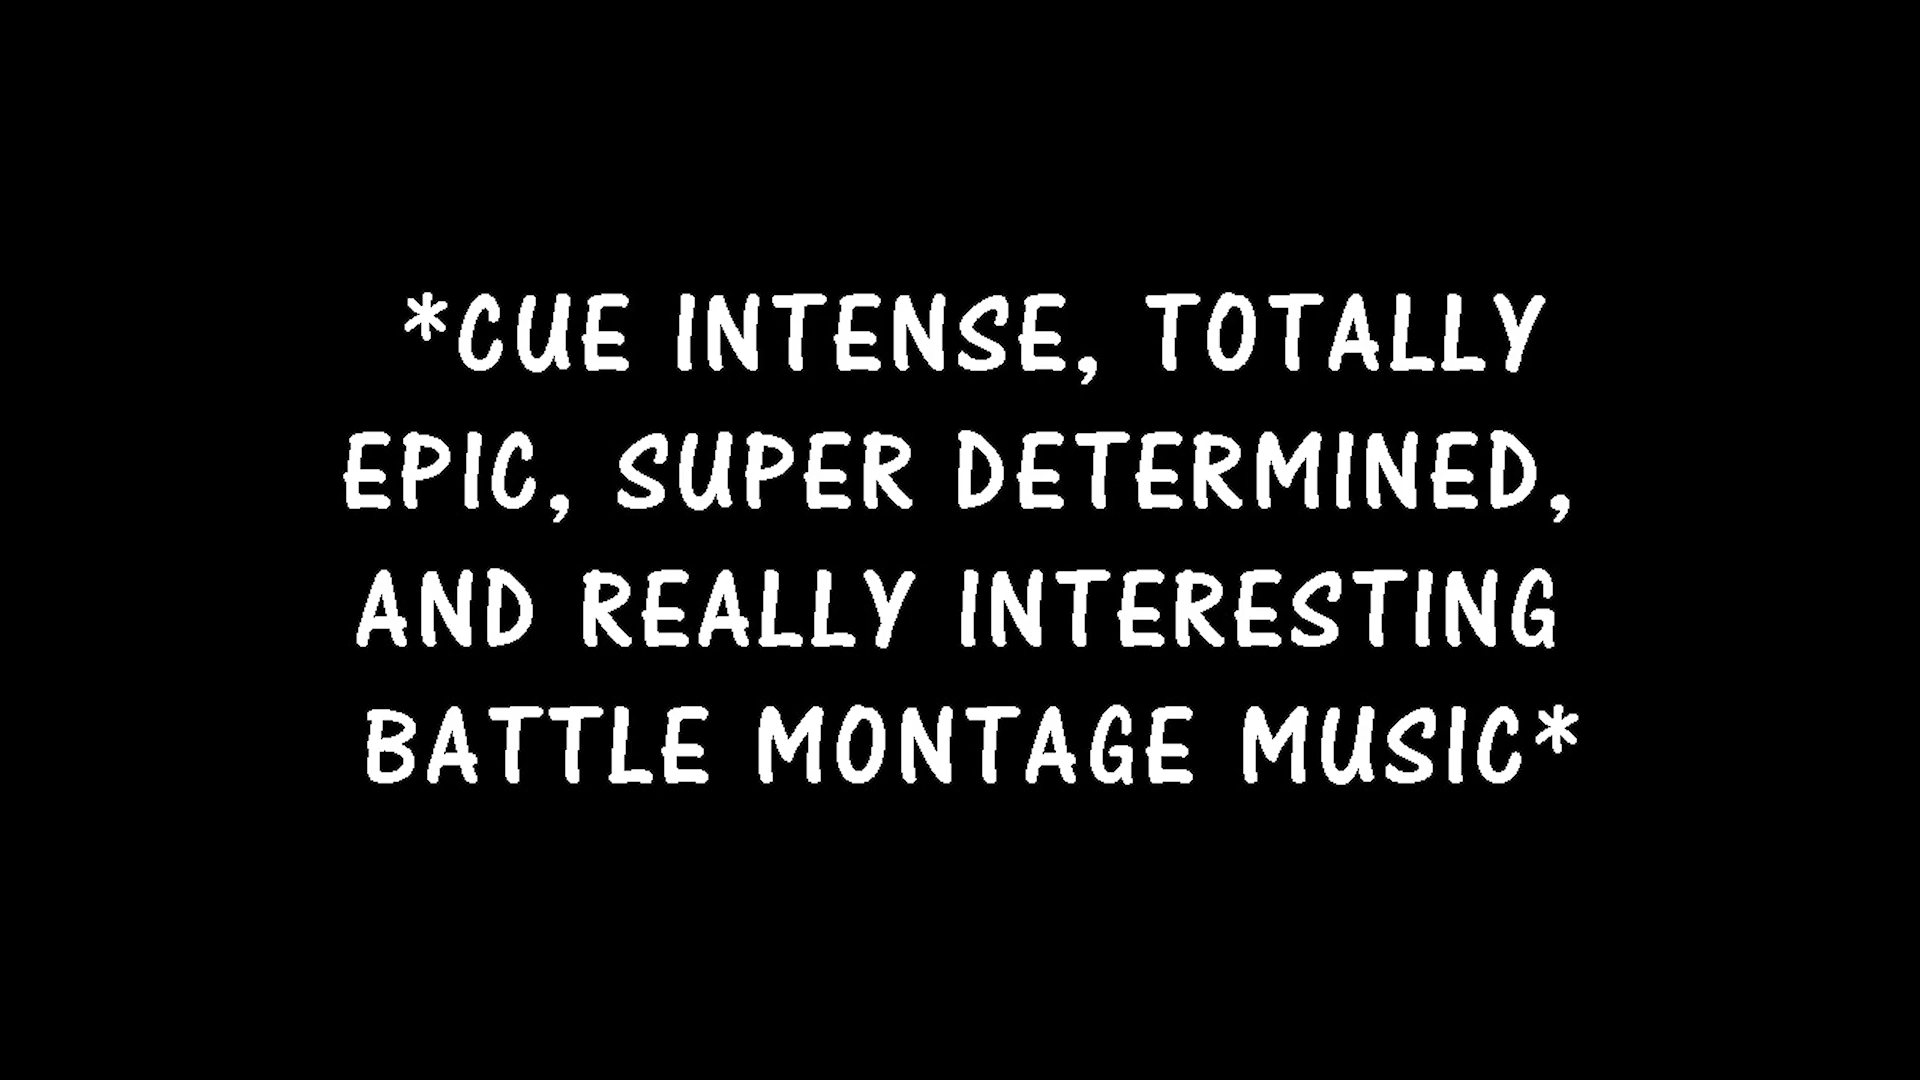 *CUE INTENSE, TOTALLY
EPIC, SUPER DETERMINED,
AND REALLY INTERESTING
BATTLE MONTAGE MUSIC*